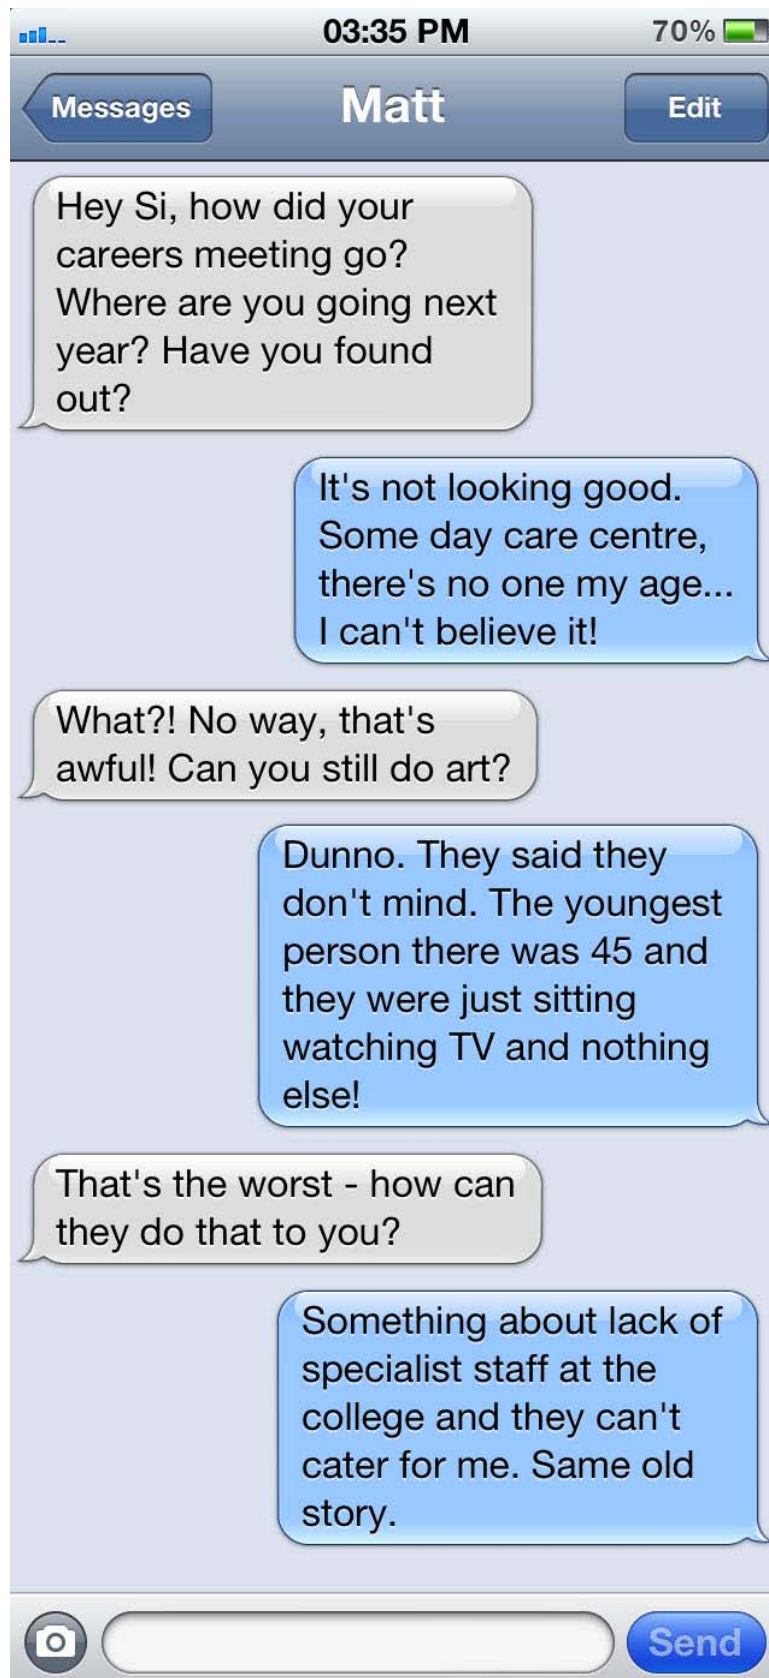 03:35 PM 70%
Messages Matt Edit
Hey Si, how did your
careers meeting go?
Where are you going next
year? Have you found
out?
It's not looking good.
Some day care centre,
there's no one my age...
I can't believe it!
What?! No way, that's
awful! Can you still do art?
Dunno. They said they
don't mind. The youngest
person there was 45 and
they were just sitting
watching TV and nothing
else!
That's the worst - how can
they do that to you?
Something about lack of
specialist staff at the
college and they can't
cater for me. Same old
story.
Send